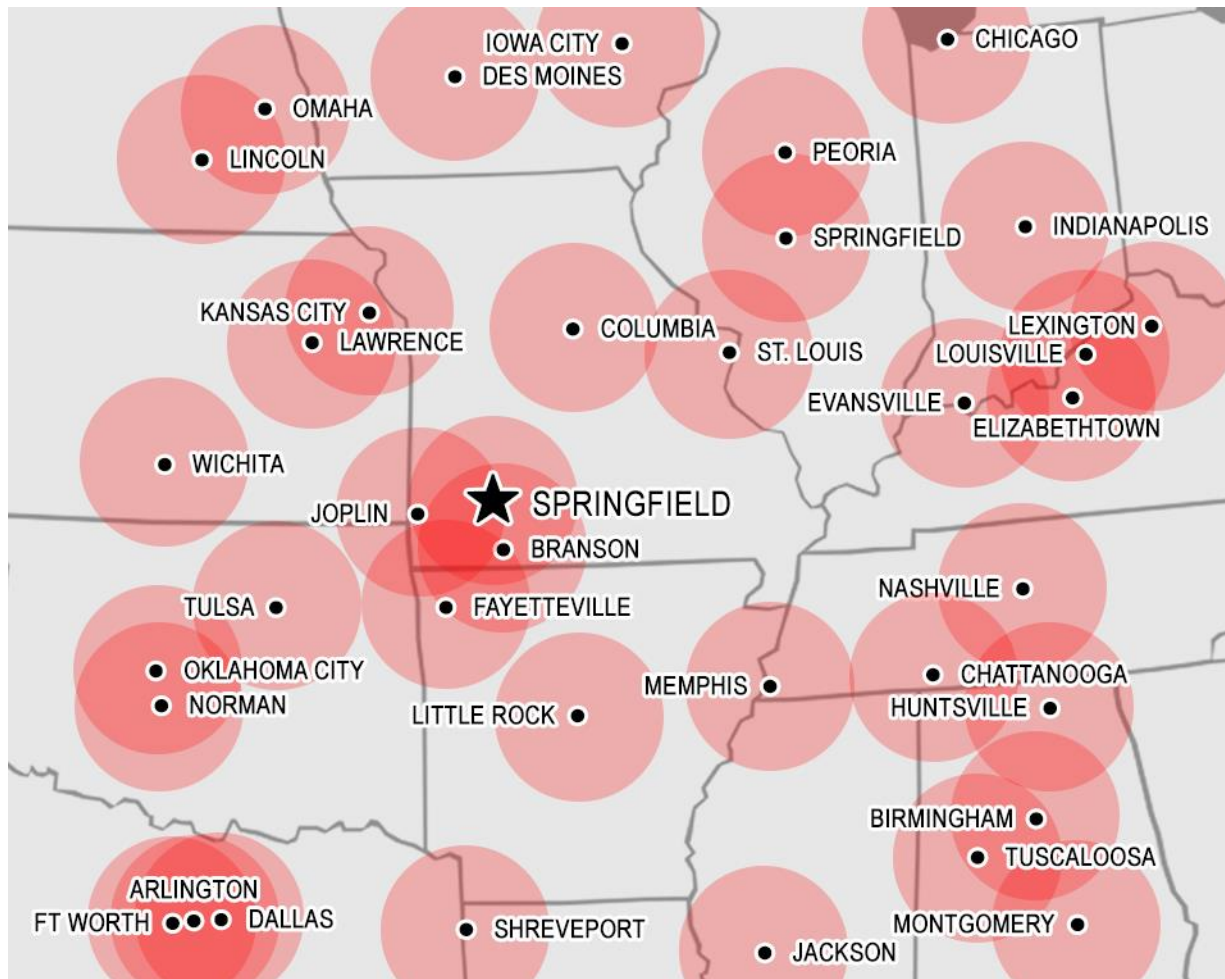 IOWA CITY
CHICAGO
DES MOINES
OMAHA
PEORIA
LINCOLN
INDIANAPOLIS
SPRINGFIELD
KANSAS CITY
LEXINGTON
COLUMBIA
LAWRENCE
ST. LOUIS
LOUISVILLE
EVANSVILLE
ELIZABETHTOWN
WICHITA
SPRINGFIELD
JOPLIN
BRANSON
NASHVILLE
TULSA
FAYETTEVILLE
OKLAHOMA CITY
CHATTANOOGA
MEMPHIS
NORMAN
HUNTSVILLE
LITTLE ROCK
BIRMINGHAM
TUSCALOOSA
ARLINGTON
FT WORTH
DALLAS
MONTGOMERY
SHREVEPORT
JACKSON